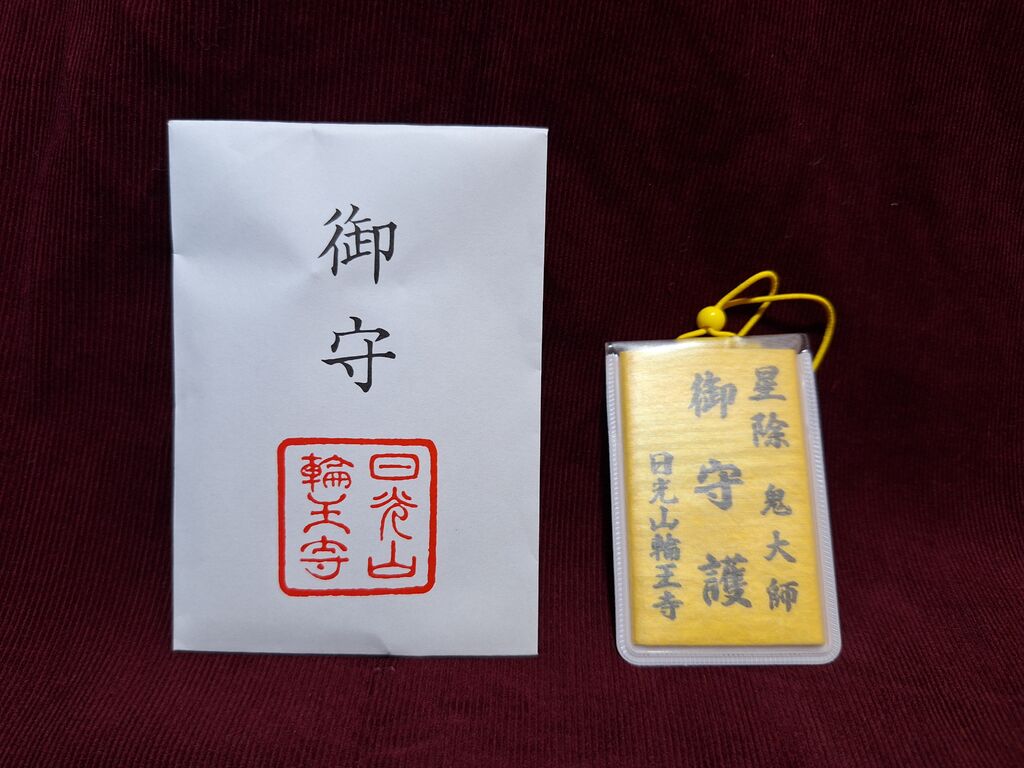 御守
日光山
輪王寺
星除 鬼大師
御守護
日光山輪王寺